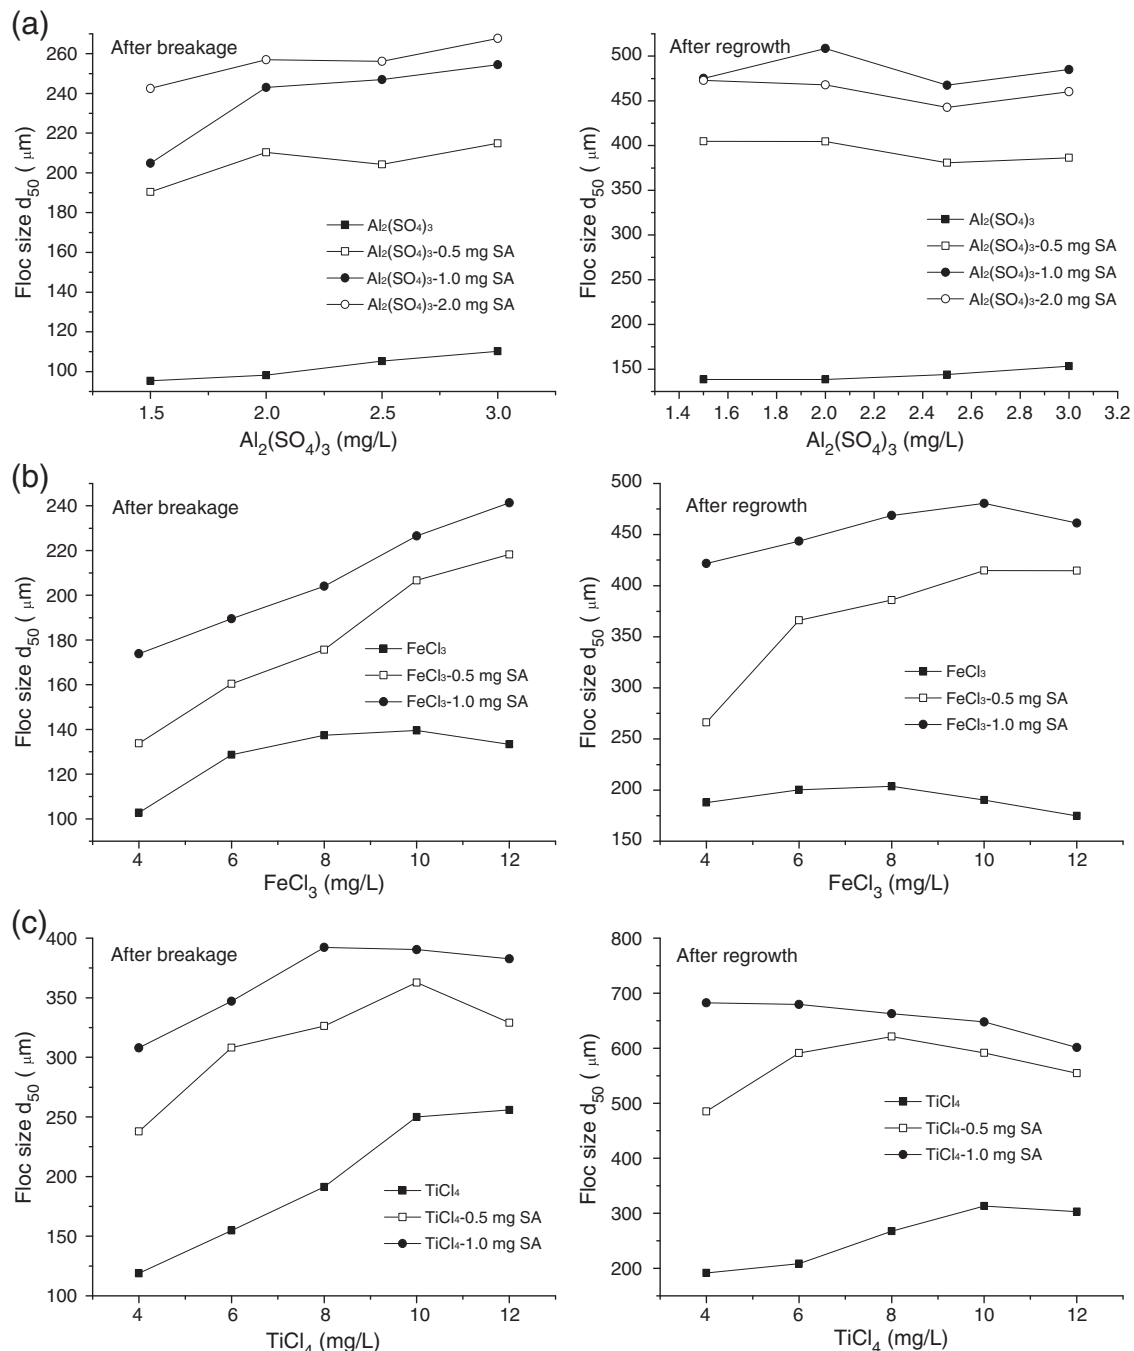 (a)
After breakage
260
240
220
200
180
160
140
120
100
1.5 2.0 2.5 3.0
Floc size d50 ( μm)
Al2(SO4)3 (mg/L)
Al2(SO4)3
Al2(SO4)3-0.5 mg SA
Al2(SO4)3-1.0 mg SA
Al2(SO4)3-2.0 mg SA
After regrowth
500
450
400
350
300
250
200
150
1.4 1.6 1.8 2.0 2.2 2.4 2.6 2.8 3.0 3.2
Floc size d50 ( μm)
Al2(SO4)3 (mg/L)
Al2(SO4)3
Al2(SO4)3-0.5 mg SA
Al2(SO4)3-1.0 mg SA
Al2(SO4)3-2.0 mg SA
(b)
After breakage
240
220
200
180
160
140
120
100
4 6 8 10 12
Floc size d50 ( μm)
FeCl3 (mg/L)
FeCl3
FeCl3-0.5 mg SA
FeCl3-1.0 mg SA
After regrowth
500
450
400
350
300
250
200
150
4 6 8 10 12
Floc size d50 ( μm)
FeCl3 (mg/L)
FeCl3
FeCl3-0.5 mg SA
FeCl3-1.0 mg SA
(c)
After breakage
400
350
300
250
200
150
100
4 6 8 10 12
Floc size d50 ( μm)
TiCl4 (mg/L)
TiCl4
TiCl4-0.5 mg SA
TiCl4-1.0 mg SA
After regrowth
800
700
600
500
400
300
200
4 6 8 10 12
Floc size d50 ( μm)
TiCl4 (mg/L)
TiCl4
TiCl4-0.5 mg SA
TiCl4-1.0 mg SA